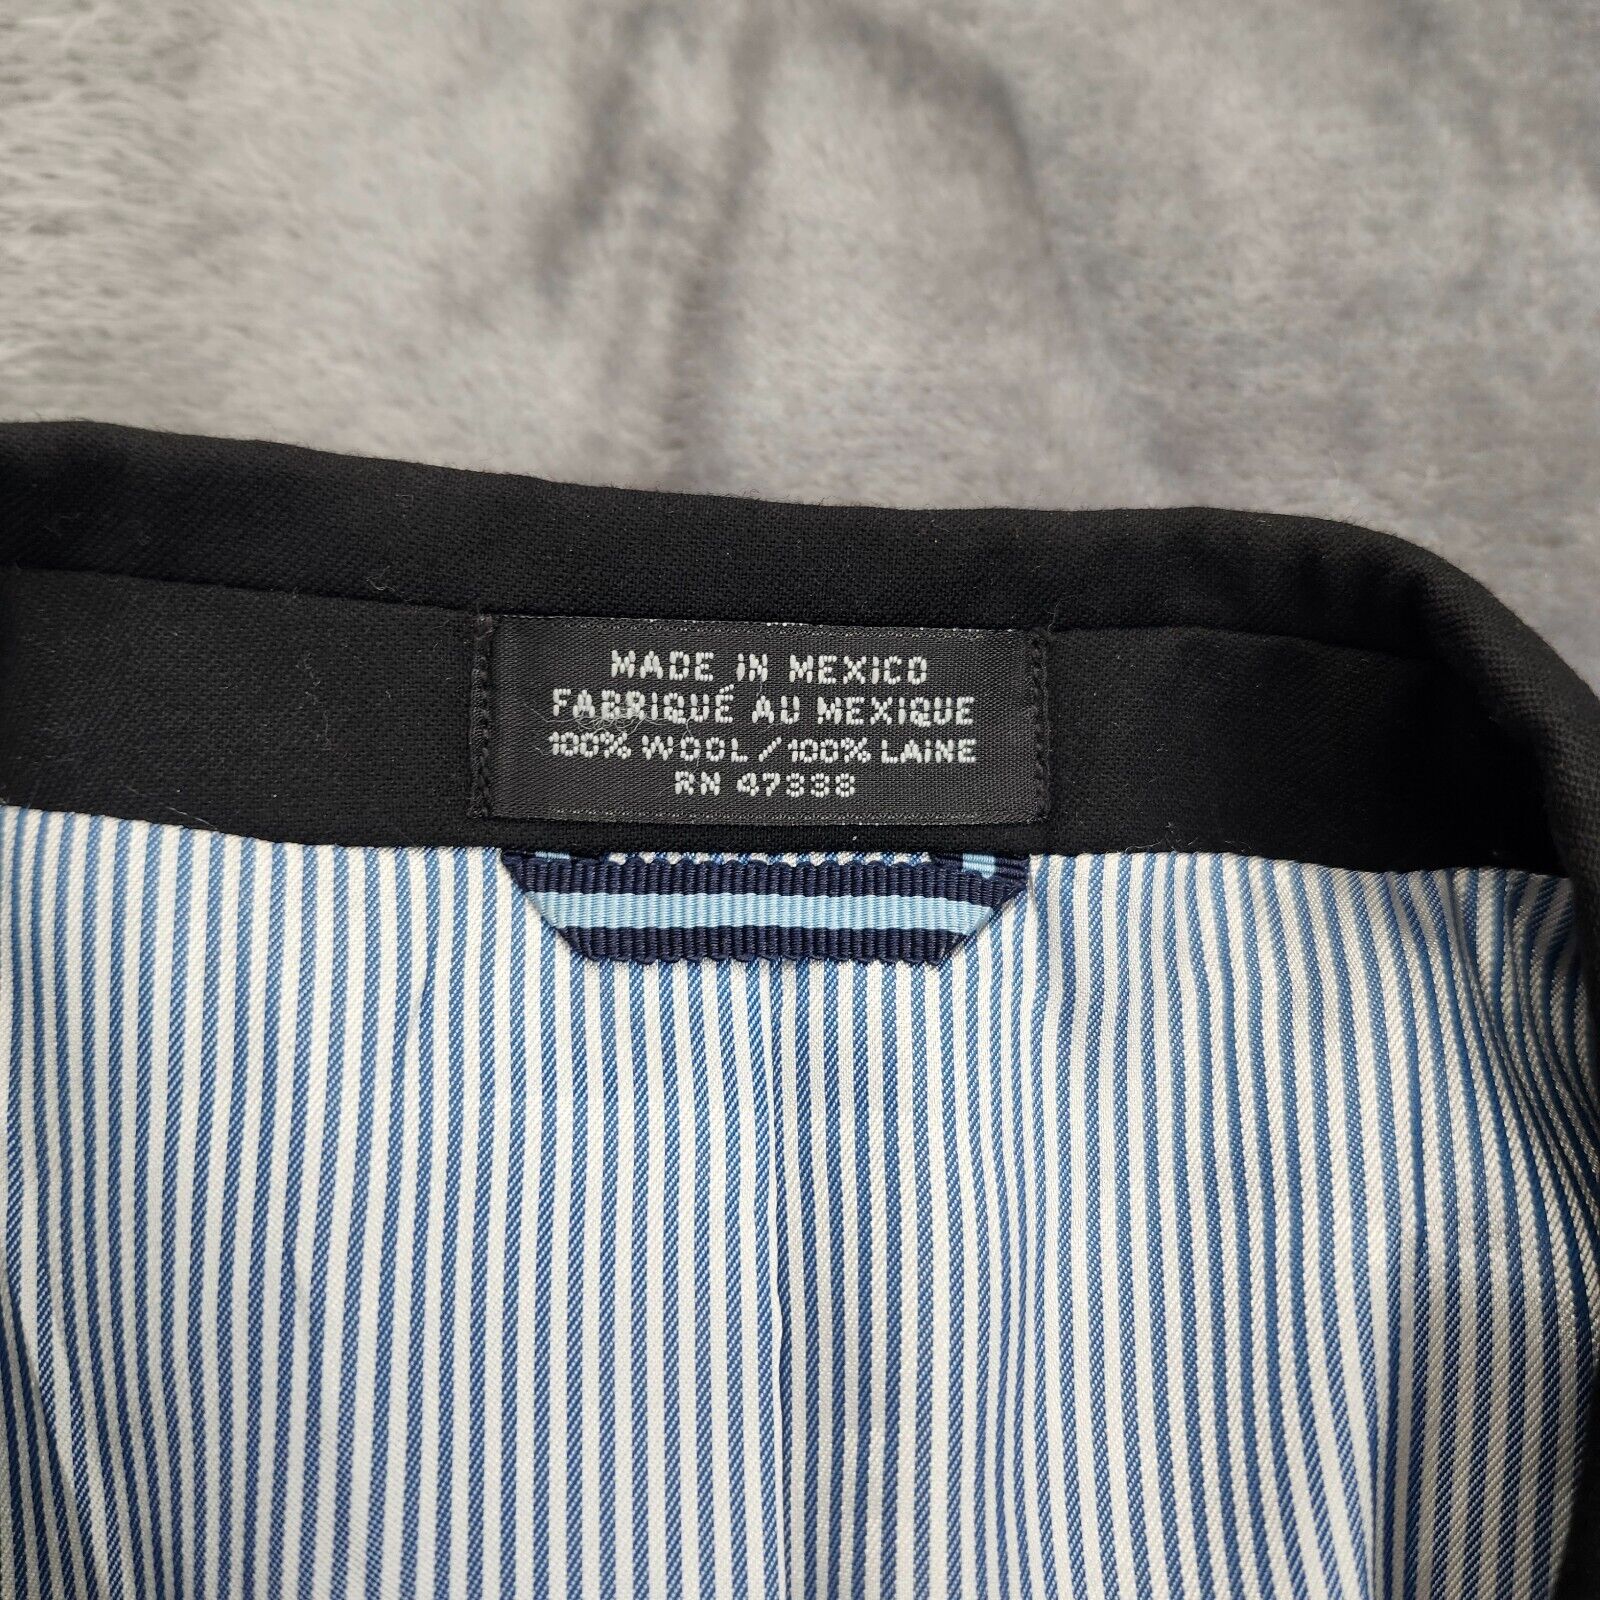 MADE IN MEXICO
FABRIQUÉ AU MEXIQUE
100% WOOL / 100% LAINE
RN 47338